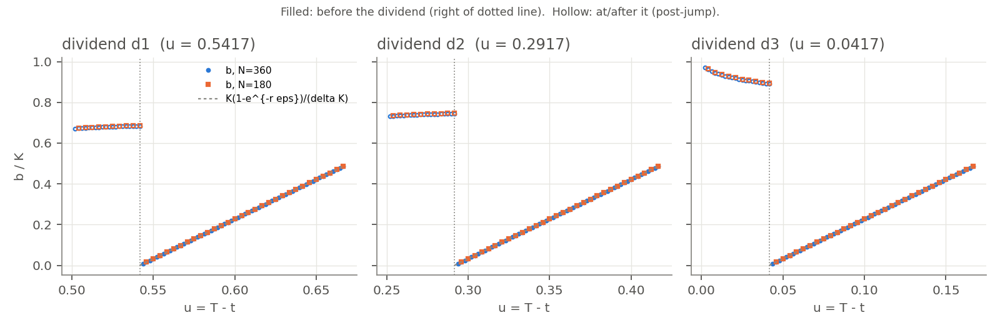 Filled: before the dividend (right of dotted line).  Hollow: at/after it (post-jump).
dividend d1  (u = 0.5417)
b, N=360
b, N=180
K(1-e^{-r eps})/(delta K)
1.0
0.8
0.6
0.4
0.2
0.0
b / K
0.50 0.55 0.60 0.65
u = T - t
dividend d2  (u = 0.2917)
0.25 0.30 0.35 0.40
u = T - t
dividend d3  (u = 0.0417)
0.00 0.05 0.10 0.15
u = T - t